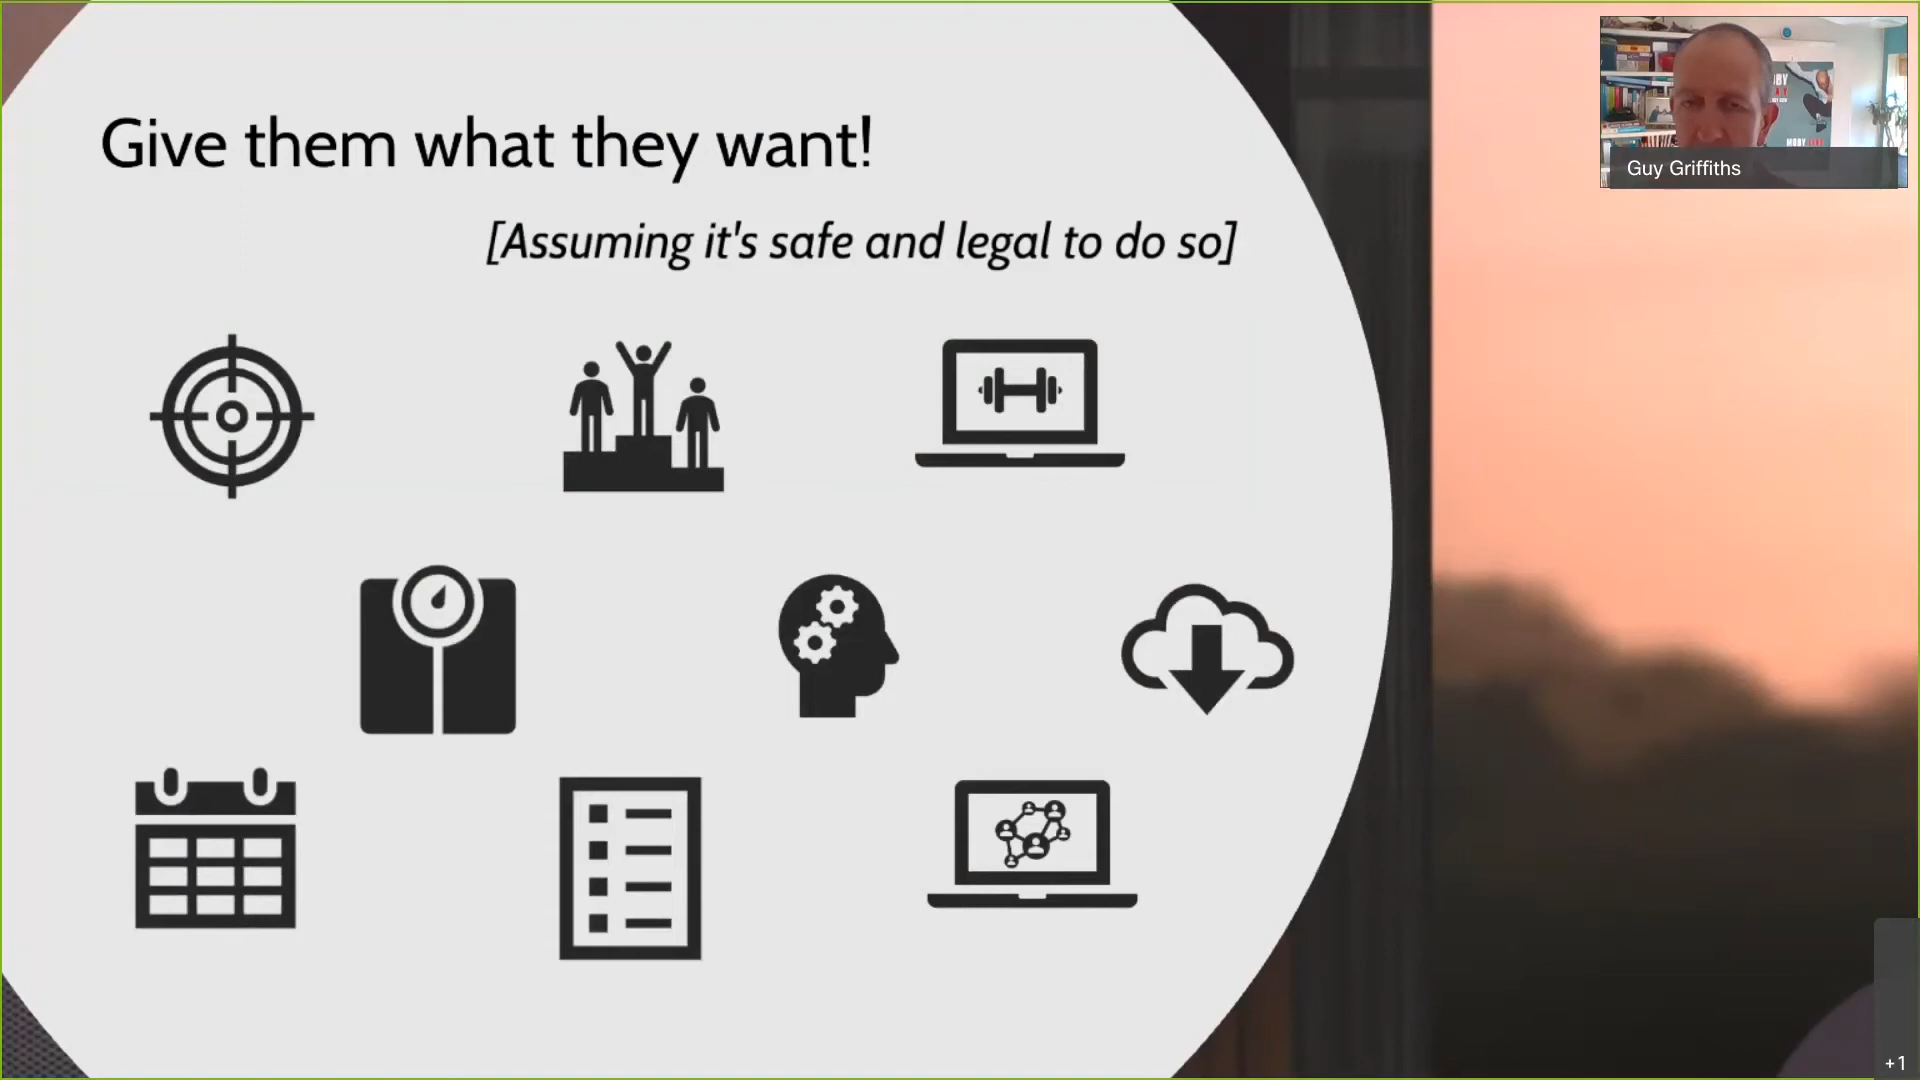 Give them what they want!
[Assuming it's safe and legal to do so]
Guy Griffiths
+1